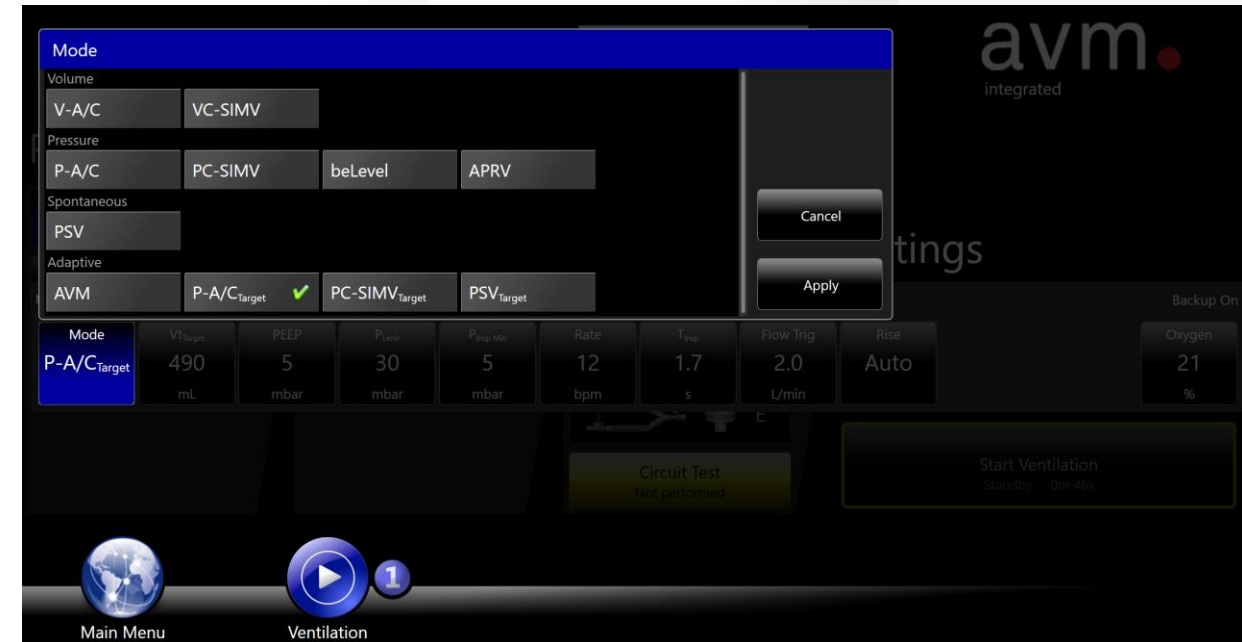 avm.
integrated
Mode
Volume
V-A/C VC-SIMV
Pressure
P-A/C PC-SIMV beLevel APRV
Spontaneous
PSV
Cancel
tings
Adaptive
AVM P-A/CTarget PC-SIMVTarget PSVTarget
Apply
Backup On
Mode VtTarget PEEP PLimit PInsp Min Rate TInsp Flow Trig Rise Oxygen
P-A/CTarget 490 5 30 5 12 1.7 2.0 Auto 21
mL mbar mbar mbar bpm s L/min %
E
Circuit Test
Not performed
Start Ventilation
Standby : 0m 46s
1
Main Menu Ventilation